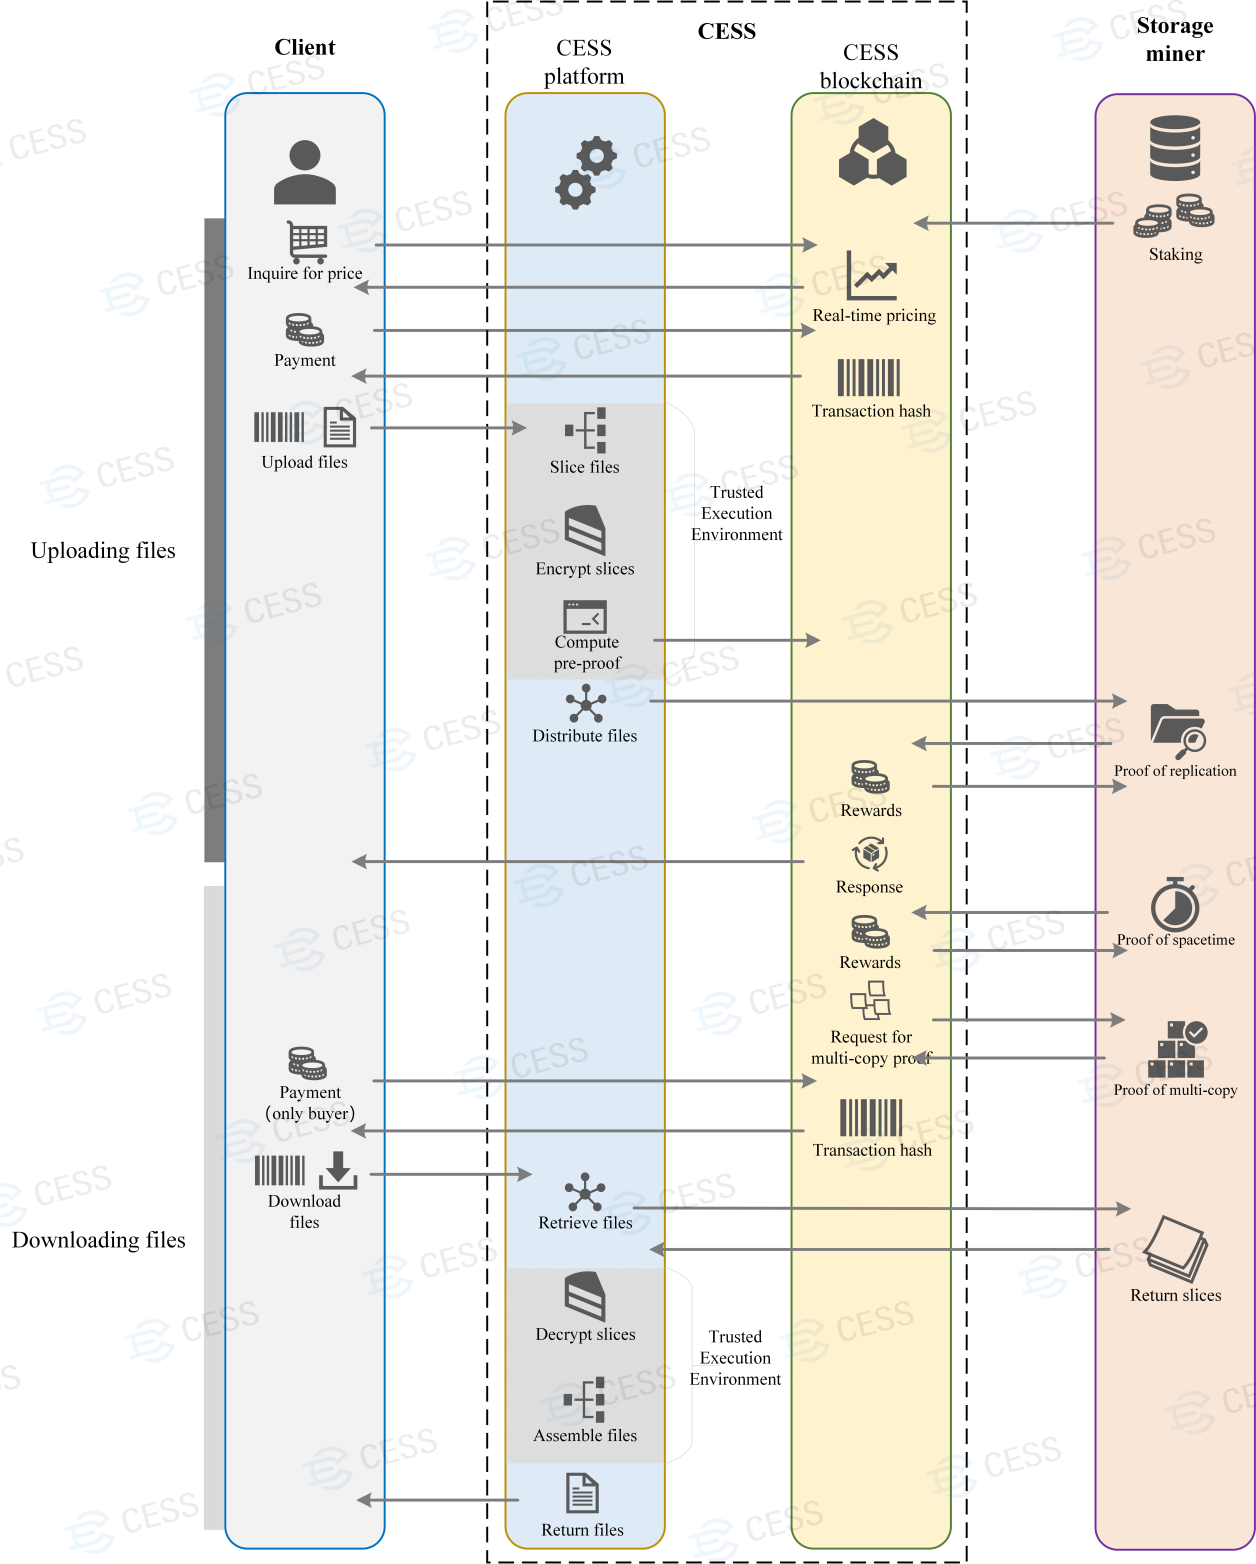 Client
CESS
platform
CESS
CESS
blockchain
Storage
miner
Staking
Inquire for price
Real-time pricing
Payment
Transaction hash
Upload files
Slice files
Trusted
Execution
Environment
Uploading files
Encrypt slices
Compute
pre-proof
Distribute files
Proof of replication
Rewards
Response
Proof of spacetime
Rewards
Request for
multi-copy proof
Payment
(only buyer)
Proof of multi-copy
Transaction hash
Download
files
Retrieve files
Downloading files
Return slices
Decrypt slices
Trusted
Execution
Environment
Assemble files
Return files